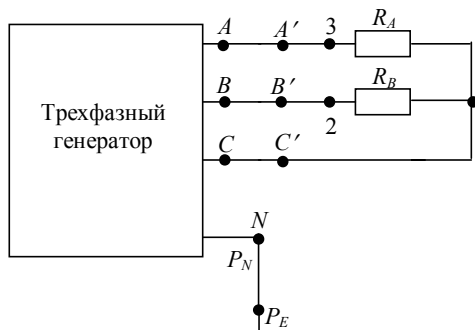 A A′ 3 R_A
B B′ R_B
2
Трехфазный
генератор
C C′
N
P_N
P_E